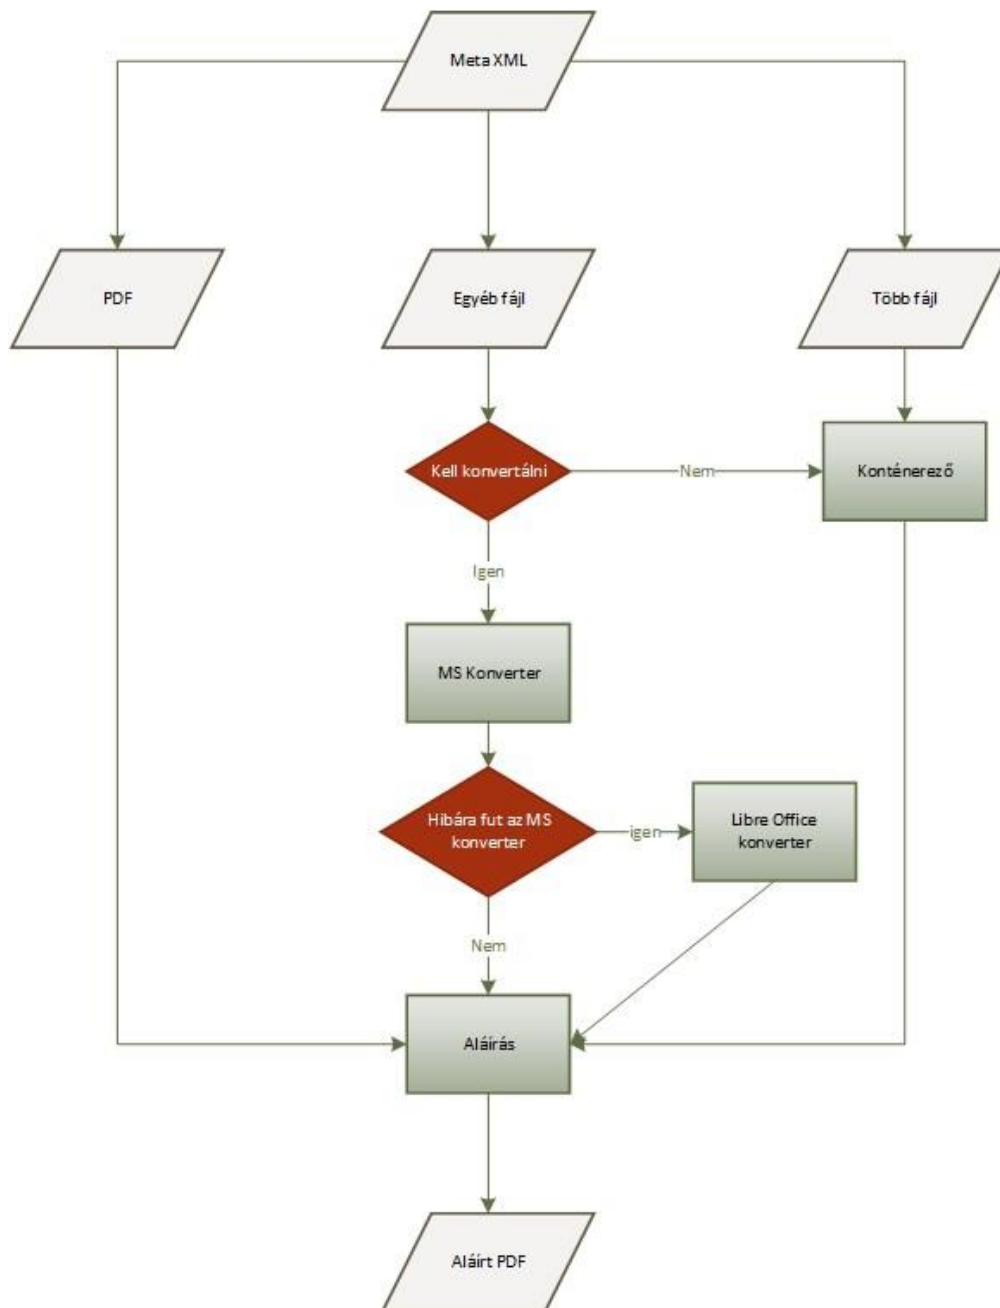 Meta XML
PDF
Egyéb fájl
Több fájl
Kell konvertálni
Nem
Konténerező
Igen
MS Konverter
Hibára fut az MS
konverter
igen
Libre Office
konverter
Nem
Aláírás
Aláírt PDF